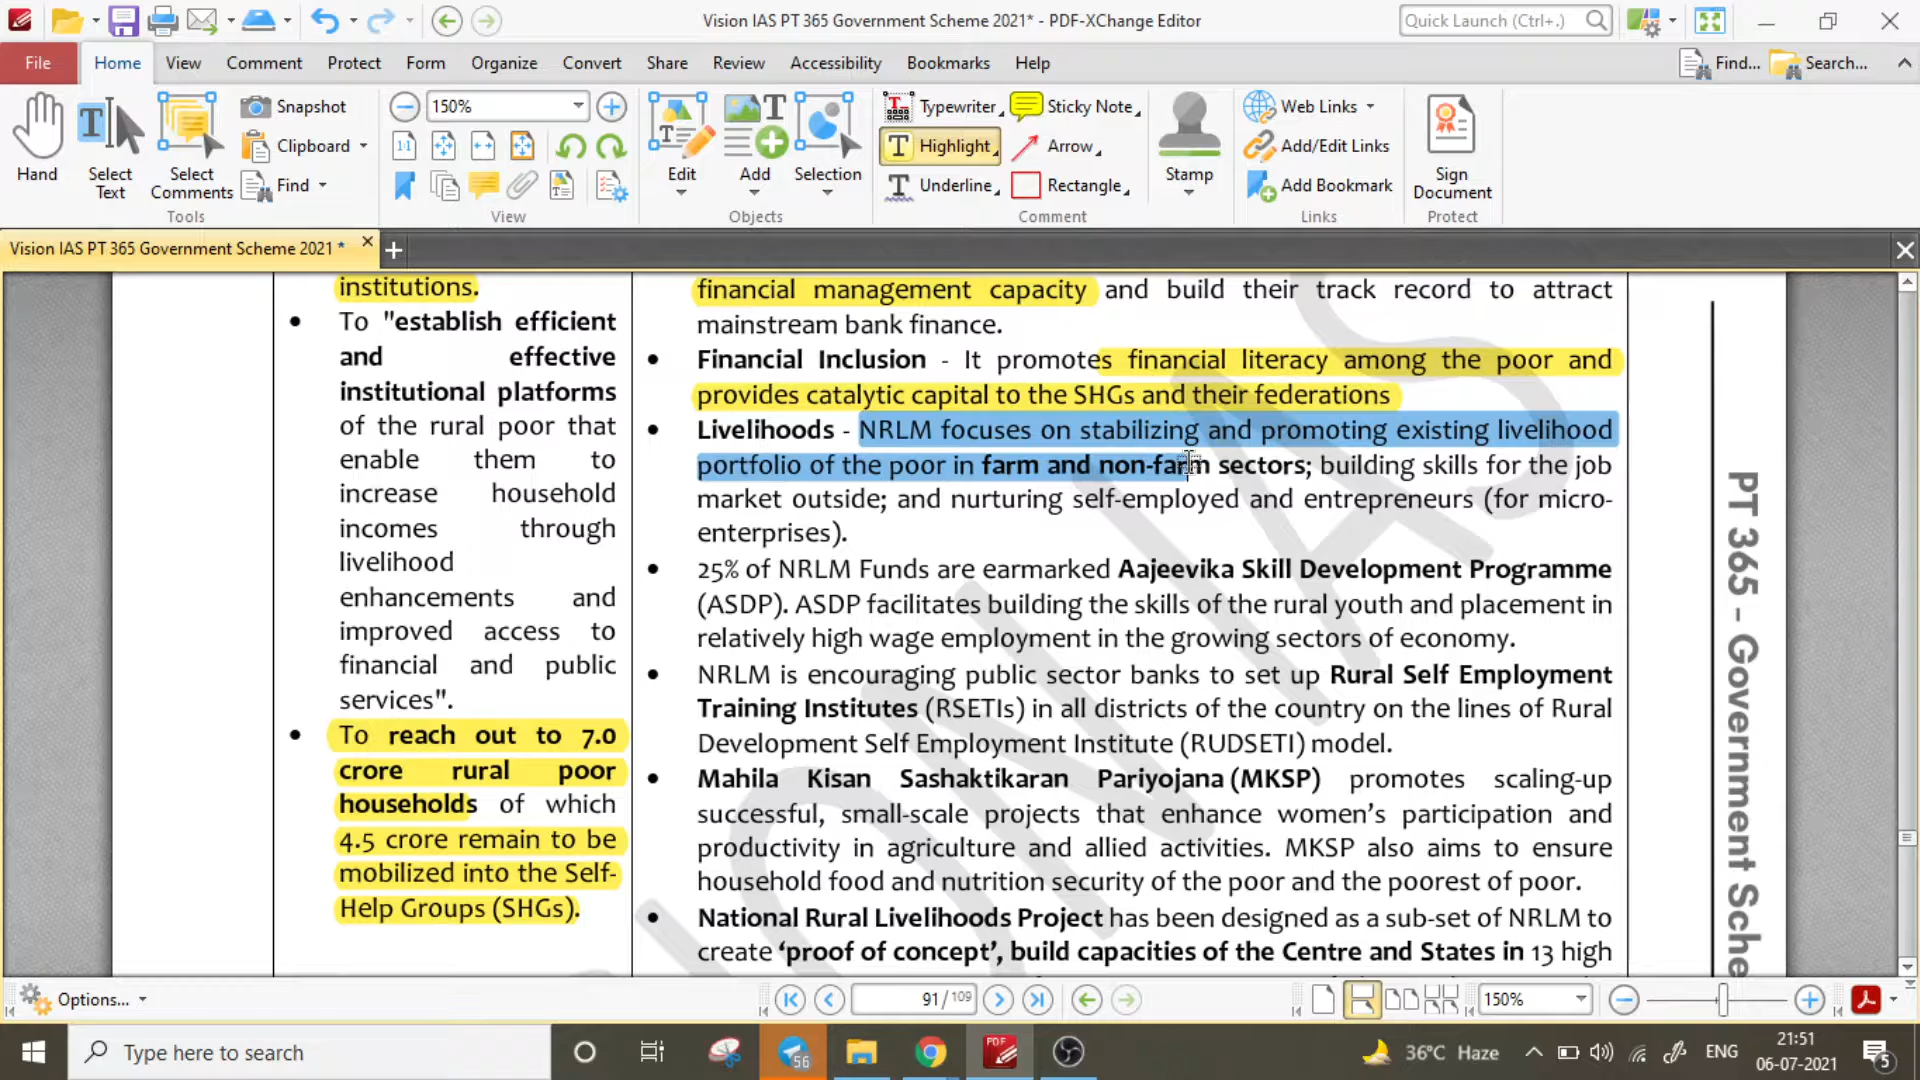 Vision IAS PT 365 Government Scheme 2021* - PDF-XChange Editor
Quick Launch (Ctrl+.)
File Home View Comment Protect Form Organize Convert Share Review Accessibility Bookmarks Help
Find... Search...
Hand
Select Text
Select Comments
Snapshot
Clipboard
Find
Tools
150%
View
Edit
Add
Selection
Objects
Typewriter
Highlight
Underline
Sticky Note
Arrow
Rectangle
Stamp
Comment
Web Links
Add/Edit Links
Add Bookmark
Links
Sign Document
Protect
Vision IAS PT 365 Government Scheme 2021 *
institutions.
• To "establish efficient
and effective
institutional platforms
of the rural poor that
enable them to
increase household
incomes through
livelihood
enhancements and
improved access to
financial and public
services".
• To reach out to 7.0
crore rural poor
households of which
4.5 crore remain to be
mobilized into the Self-
Help Groups (SHGs).
financial management capacity and build their track record to attract
mainstream bank finance.
• Financial Inclusion - It promotes financial literacy among the poor and
provides catalytic capital to the SHGs and their federations
• Livelihoods - NRLM focuses on stabilizing and promoting existing livelihood
portfolio of the poor in farm and non-farm sectors; building skills for the job
market outside; and nurturing self-employed and entrepreneurs (for micro-
enterprises).
• 25% of NRLM Funds are earmarked Aajeevika Skill Development Programme
(ASDP). ASDP facilitates building the skills of the rural youth and placement in
relatively high wage employment in the growing sectors of economy.
• NRLM is encouraging public sector banks to set up Rural Self Employment
Training Institutes (RSETIs) in all districts of the country on the lines of Rural
Development Self Employment Institute (RUDSETI) model.
• Mahila Kisan Sashaktikaran Pariyojana (MKSP) promotes scaling-up
successful, small-scale projects that enhance women's participation and
productivity in agriculture and allied activities. MKSP also aims to ensure
household food and nutrition security of the poor and the poorest of poor.
• National Rural Livelihoods Project has been designed as a sub-set of NRLM to
create 'proof of concept', build capacities of the Centre and States in 13 high
PT 365 - Government Sche
VISION IAS
Options...
91 / 109
150%
Type here to search
56
PDF
36°C Haze
ENG
21:51
06-07-2021
5